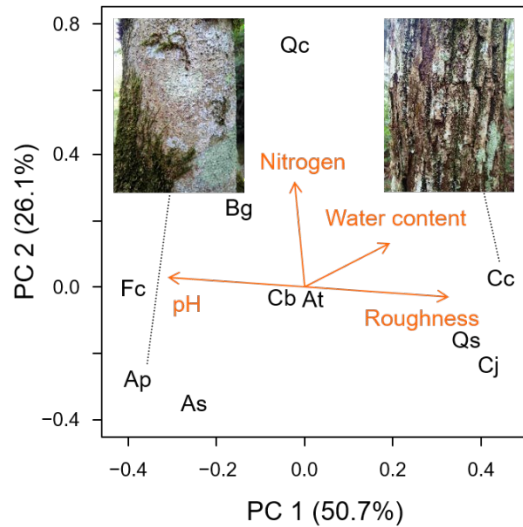 0.8
0.4
0.0
−0.4
PC 2 (26.1%)
Qc
Nitrogen
Bg
Water content
Fc
pH
Cb
At
Cc
Roughness
Qs
Cj
Ap
As
−0.4
−0.2
0.0
0.2
0.4
PC 1 (50.7%)